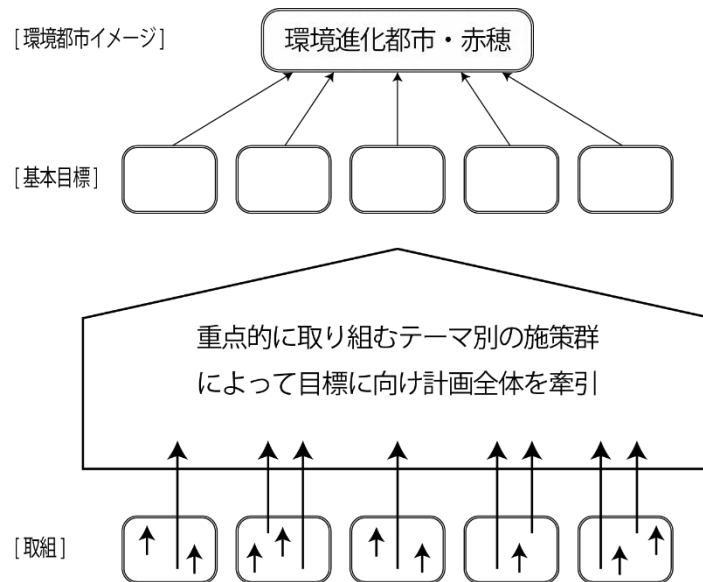 [環境都市イメージ]
環境進化都市・赤穂
[基本目標]
重点的に取り組むテーマ別の施策群
によって目標に向け計画全体を牽引
[取組]